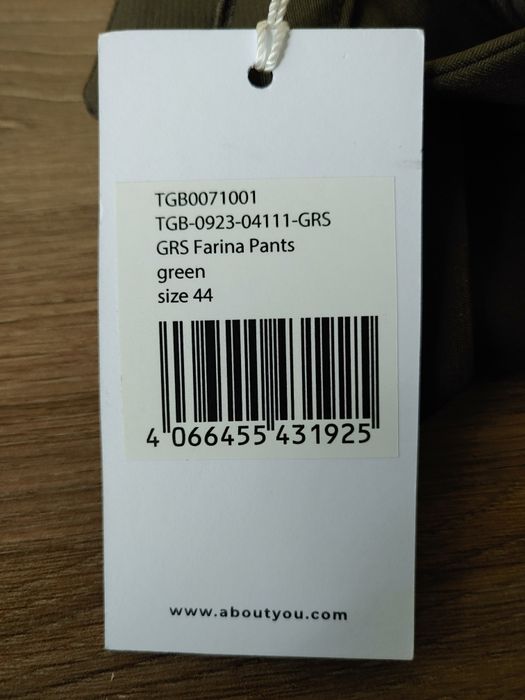 TGB0071001
TGB-0923-04111-GRS
GRS Farina Pants
green
size 44
4 066455 431925
www.aboutyou.com